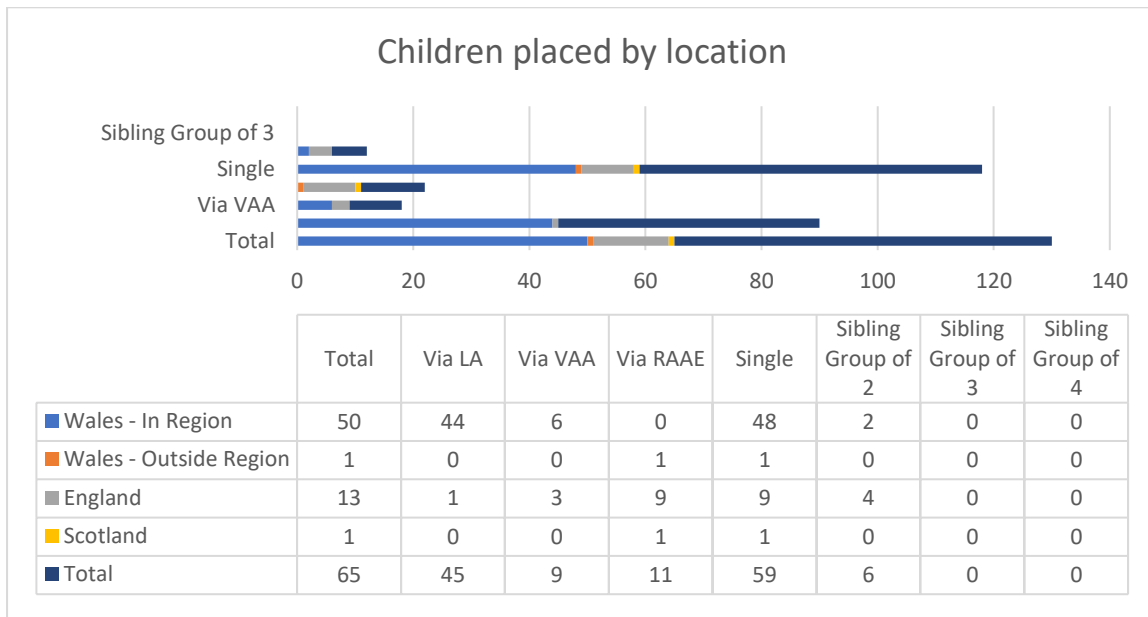 Children placed by location
Sibling Group of 3
Single
Via VAA
Total
0 20 40 60 80 100 120 140
Total Via LA Via VAA Via RAAE Single Sibling Group of 2 Sibling Group of 3 Sibling Group of 4
Wales - In Region 50 44 6 0 48 2 0 0
Wales - Outside Region 1 0 0 1 1 0 0 0
England 13 1 3 9 9 4 0 0
Scotland 1 0 0 1 1 0 0 0
Total 65 45 9 11 59 6 0 0